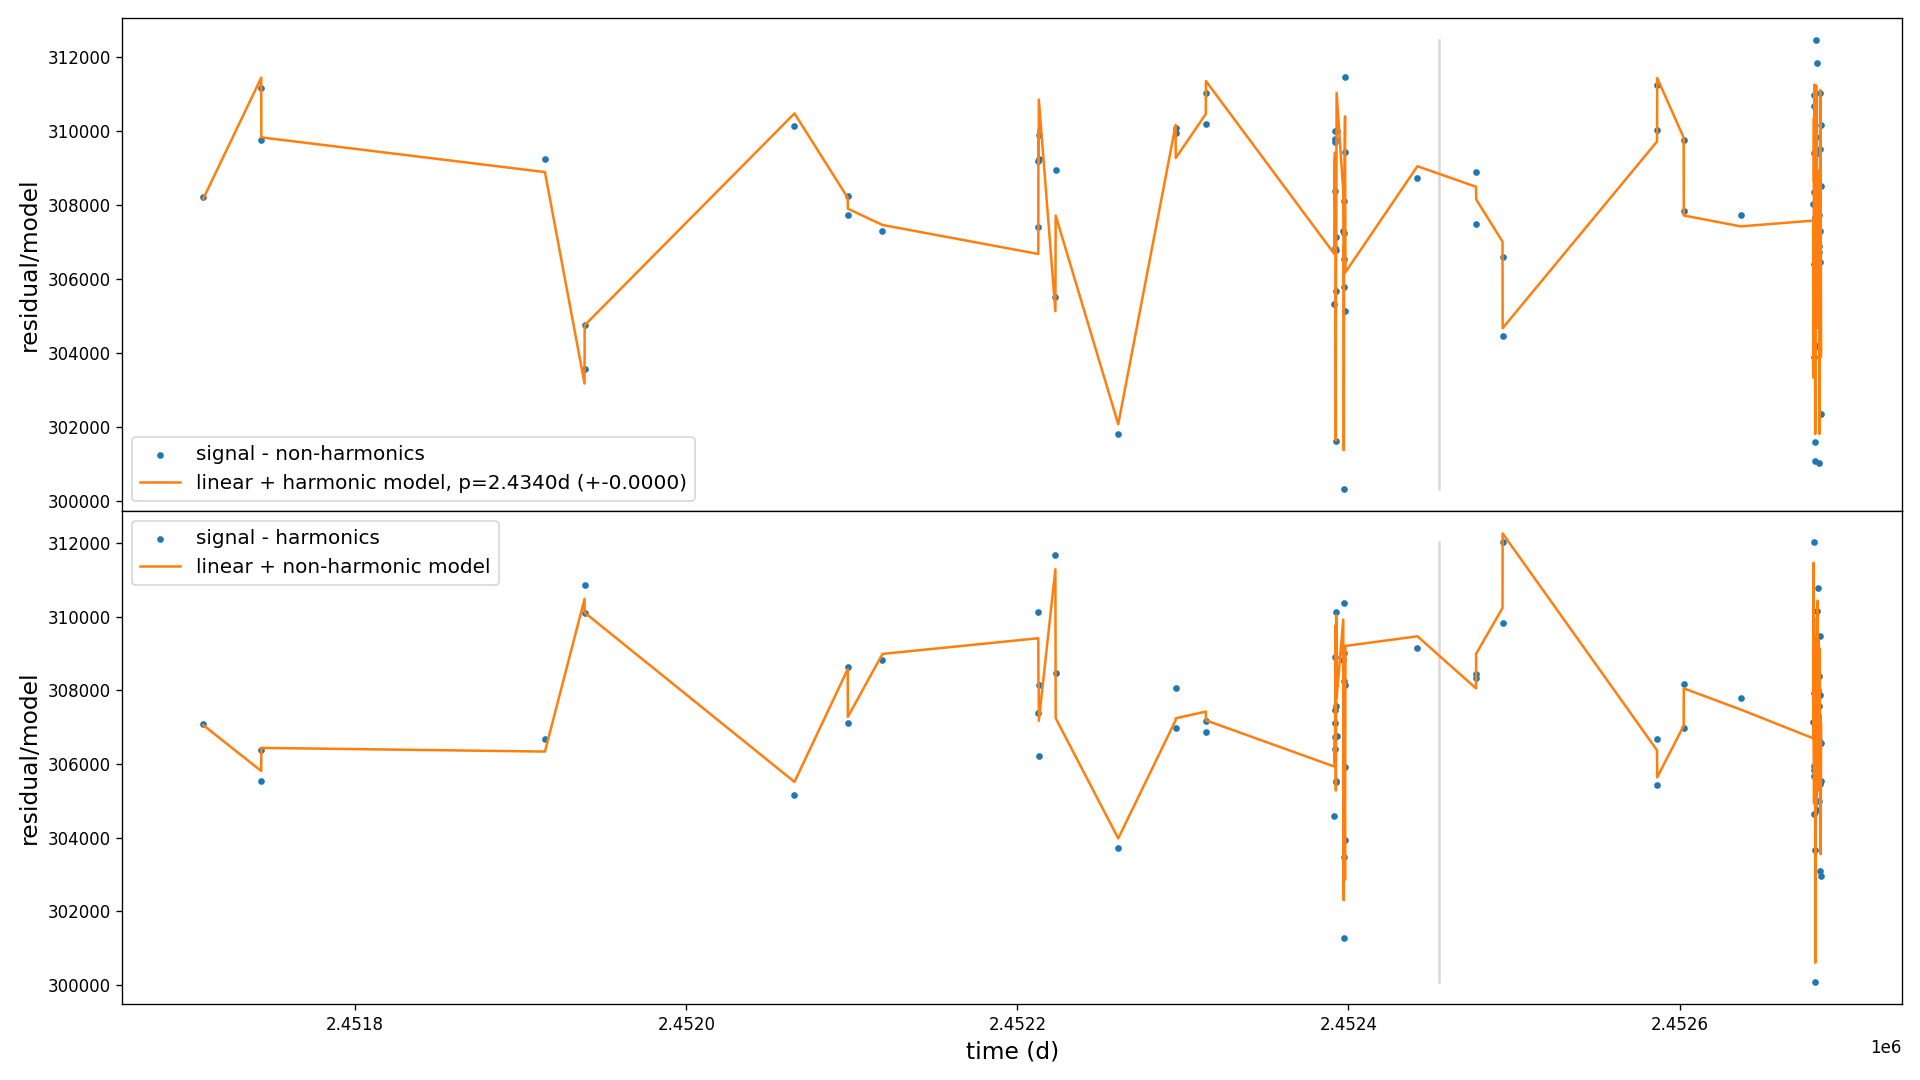 312000
310000
308000
306000
304000
302000
300000
residual/model
signal - non-harmonics
linear + harmonic model, p=2.4340d (+-0.0000)
signal - harmonics
linear + non-harmonic model
312000
310000
308000
306000
304000
302000
300000
residual/model
2.4518
2.4520
2.4522
2.4524
2.4526
time (d)
1e6